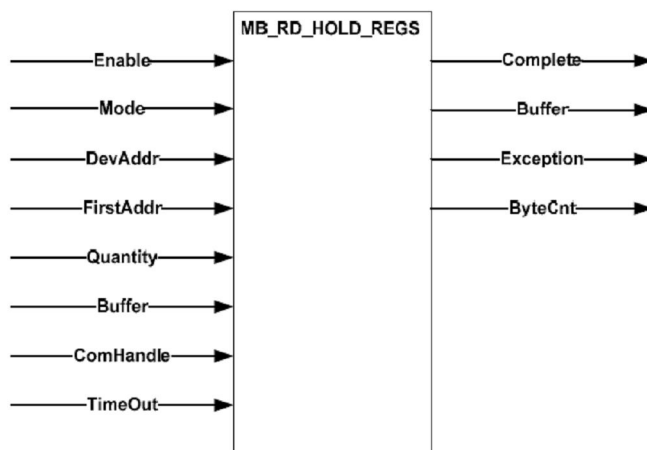 MB_RD_HOLD_REGS
Enable
Complete
Mode
Buffer
DevAddr
Exception
FirstAddr
ByteCnt
Quantity
Buffer
ComHandle
TimeOut